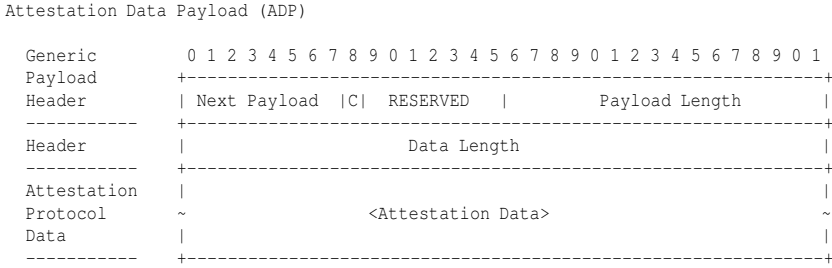 Attestation Data Payload (ADP)
Generic 0 1 2 3 4 5 6 7 8 9 0 1 2 3 4 5 6 7 8 9 0 1 2 3 4 5 6 7 8 9 0 1
Payload +---------------------------------------------------------------+
Header | Next Payload |C| RESERVED | Payload Length |
----------- +---------------------------------------------------------------+
Header | Data Length |
----------- +---------------------------------------------------------------+
Attestation | |
Protocol ~ <Attestation Data> ~
Data | |
----------- +---------------------------------------------------------------+